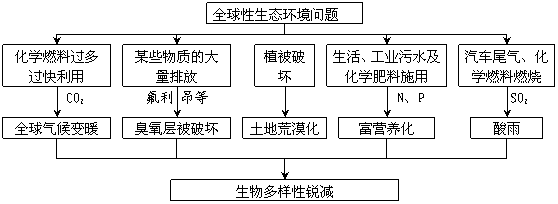 全球性生态环境问题
化学燃料过多
过快利用
某些物质的大
量排放
植被破
坏
生活、工业污水及
化学肥料施用
汽车尾气、化
学燃料燃烧
CO₂
氟利 昂等
N、P
SO₂
全球气候变暖
臭氧层被破坏
土地荒漠化
富营养化
酸雨
生物多样性锐减